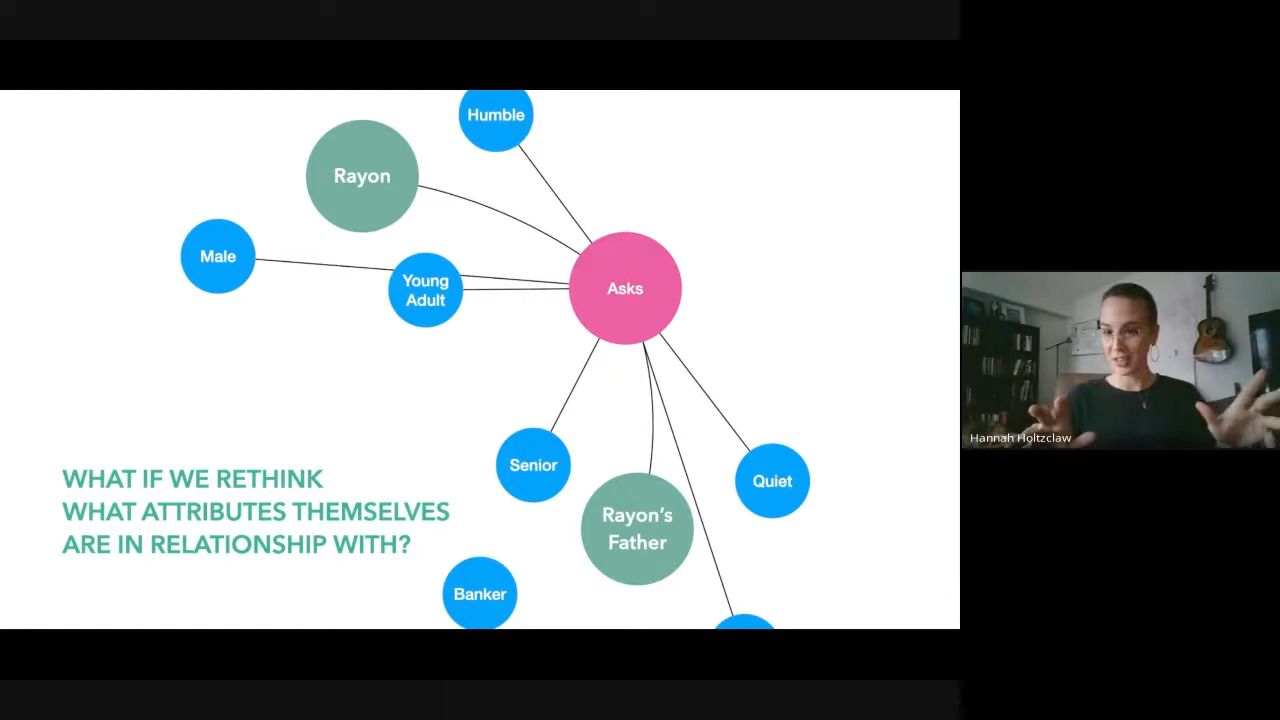 Humble
Rayon
Male
Young
Adult
Asks
Senior
Quiet
Rayon's
Father
Banker
WHAT IF WE RETHINK
WHAT ATTRIBUTES THEMSELVES
ARE IN RELATIONSHIP WITH?
Hannah Holtzclaw